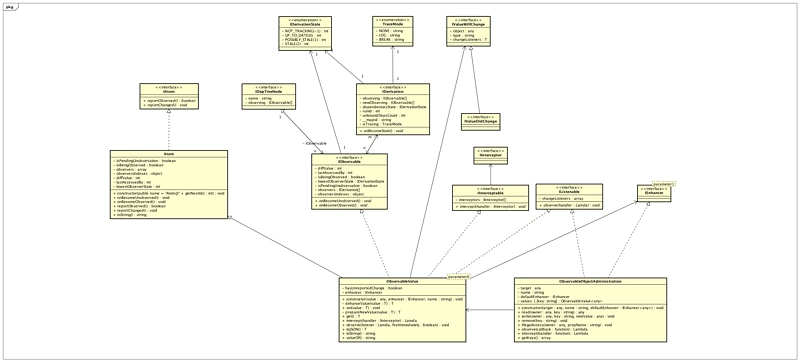 pkg
<<enumeration>>
IDerivationState
- NOT_TRACKING(-1) : int
- UP_TO_DATE(0) : int
- POSSIBLY_STALE(1) : int
- STALE(2) : int
<<enumeration>>
TraceMode
- NONE : string
- LOG : string
- BREAK : string
<<interface>>
IValueWillChange
- object : any
- type : string
- changeListeners : T
<<interface>>
IAtom
+ reportObserved() : boolean
+ reportChanged() : void
<<interface>>
IDepTreeNode
- name : string
- observing : IObservable[]
<<interface>>
IDerivation
- observing : IObservable[]
- newObserving : IObservable[]
- dependenciesState : IDerivationState
- runId : int
- unboundDepsCount : int
- __mapid : string
- isTracing : TraceMode
+ onBecomeStale() : void
<<interface>>
IValueDidChange
<<interface>>
IInterceptor
Atom
- isPendingUnobservation : boolean
- isBeingObserved : boolean
- observers : array
- observersIndexes : object
- diffValue : int
- lastAccessedBy : int
- lowestObserverState : int
+ constructor(public name = "Atom@" + getNextId() : int) : void
+ onBecomeUnobserved() : void
+ onBecomeObserved() : void
+ reportObserved() : boolean
+ reportChanged() : void
+ toString() : string
- IObservable
<<interface>>
IObservable
- diffValue : int
- lastAccessedBy : int
- isBeingObserved : boolean
- lowestObserverState : IDerivationState
- isPendingUnobservation : boolean
- observers : IDerivation[]
- observersIndexes : object
+ onBecomeUnobserved() : void
+ onBecomeObserved() : void
<<interface>>
IInterceptable
- interceptors : IInterceptor[]
+ intercept(handler : IInterceptor) : void
<<interface>>
IListenable
- changeListeners : array
+ observe(handler : Lamda) : void
parameter1
<<interface>>
IEnhancer
parameter0
ObservableValue
- hasUnreportedChange : boolean
- enhancer : IEnhancer
+ constructor(value : any, enhancer : IEnhancer, name : string) : void
- dehanceValue(value : T) : T
+ set(value : T) : void
- prepareNewValue(value : T) : T
+ get() : T
+ intercept(handler : IInterceptor) : Lamda
+ observe(listener : Lamda, fireImmediately : boolean) : void
+ toJSON() : T
+ toString() : string
+ valueOf() : string
ObservableObjectAdministration
- target : any
- name : string
- defaultEnhancer : IEnhancer
- values : { [key : string] : ObservableValue<any> }
+ constructor(target : any, name : string, defaultEnhancer : IEnhancer<any>) : void
+ read(owner : any, key : string) : any
+ write(owner : any, key : string, newValue : any) : void
+ remove(key : string) : void
+ illegalAccess(owner : any, propName : string) : void
+ observe(callback : function) : Lambda
+ intercept(handler : function) : Lambda
+ getKeys() : array